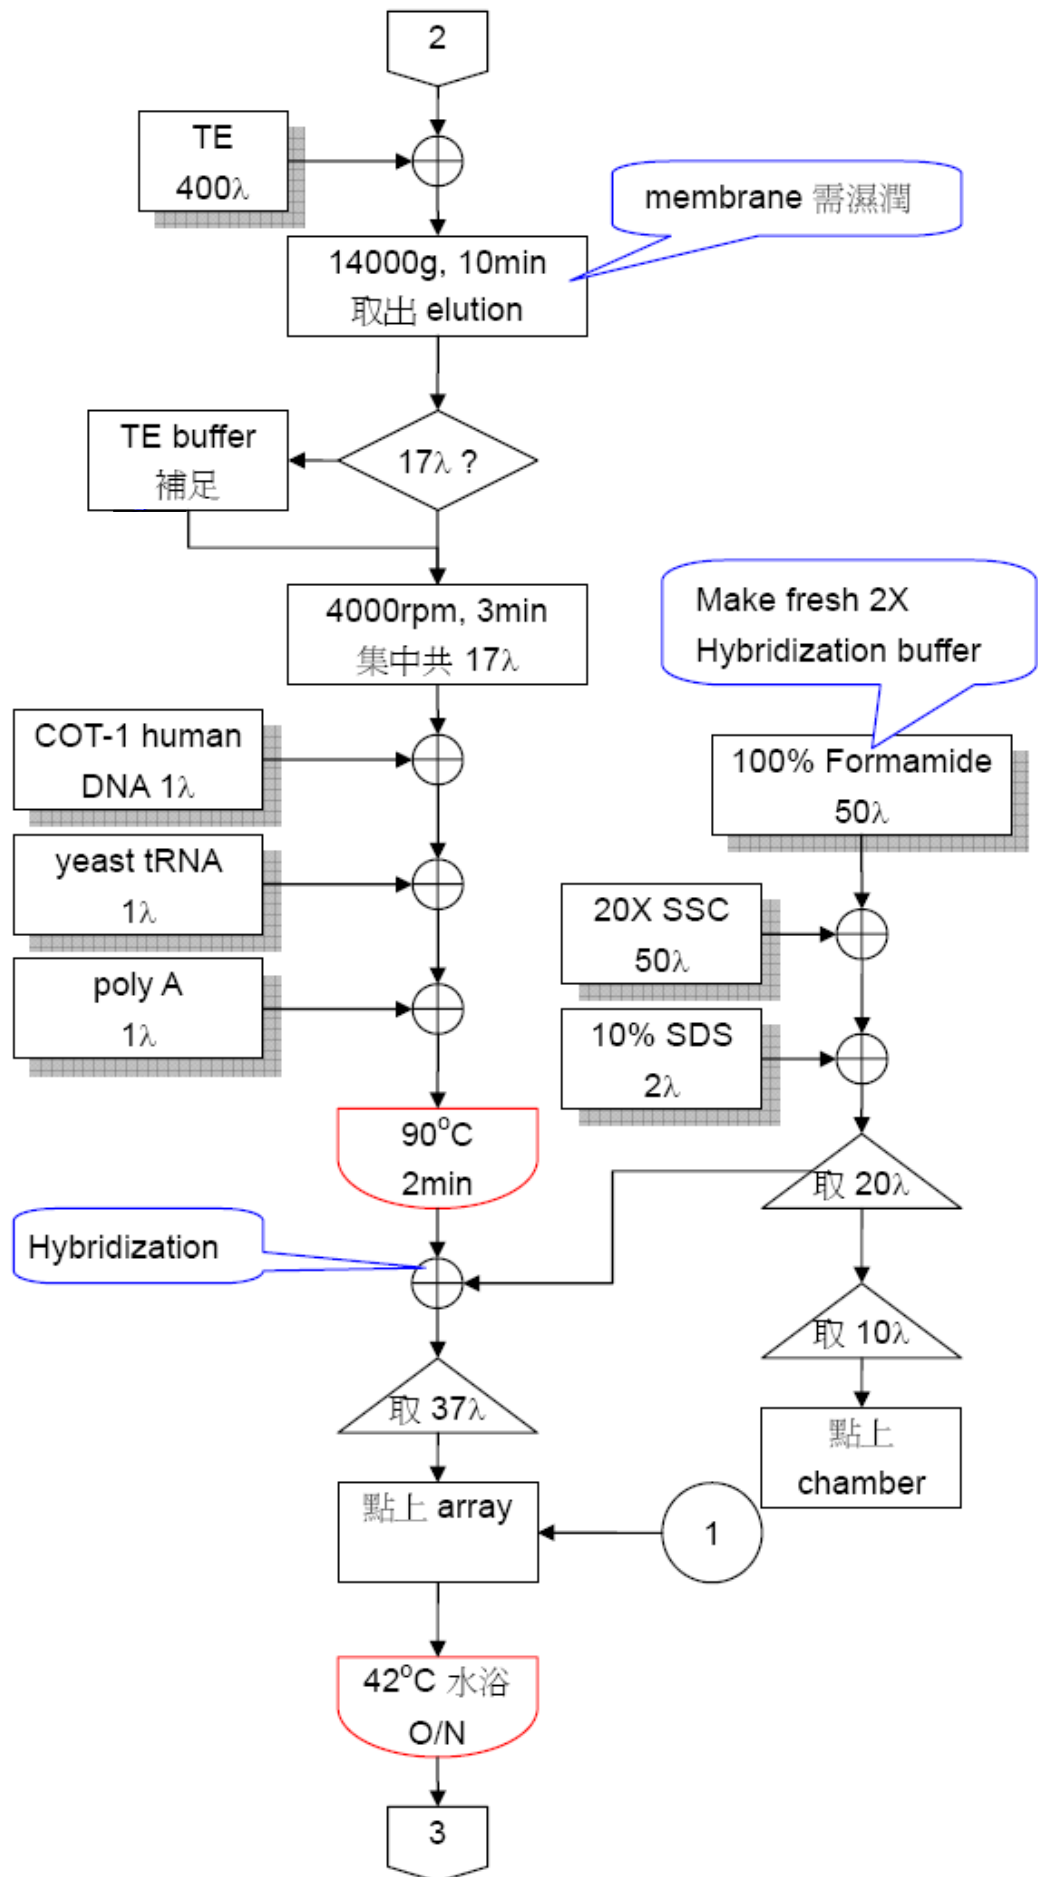 2
TE
400λ
membrane 需濕潤
14000g, 10min
取出 elution
17λ ?
TE buffer
補足
4000rpm, 3min
集中共 17λ
Make fresh 2X
Hybridization buffer
COT-1 human
DNA 1λ
100% Formamide
50λ
yeast tRNA
1λ
20X SSC
50λ
poly A
1λ
10% SDS
2λ
90°C
2min
取 20λ
Hybridization
取 10λ
取 37λ
點上
chamber
點上 array
1
42°C 水浴
O/N
3